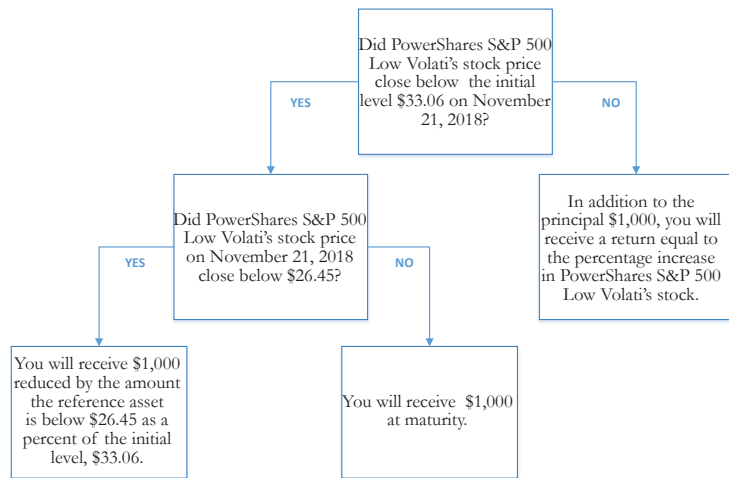 Did PowerShares S&P 500
Low Volati's stock price
close below the initial
level $33.06 on November
21, 2018?
YES
NO
Did PowerShares S&P 500
Low Volati's stock price
on November 21, 2018
close below $26.45?
In addition to the
principal $1,000, you will
receive a return equal to
the percentage increase
in PowerShares S&P 500
Low Volati's stock.
YES
NO
You will receive $1,000
reduced by the amount
the reference asset
is below $26.45 as a
percent of the initial
level, $33.06.
You will receive $1,000
at maturity.